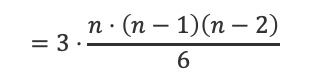 = 3 · n · (n − 1)(n − 2) / 6